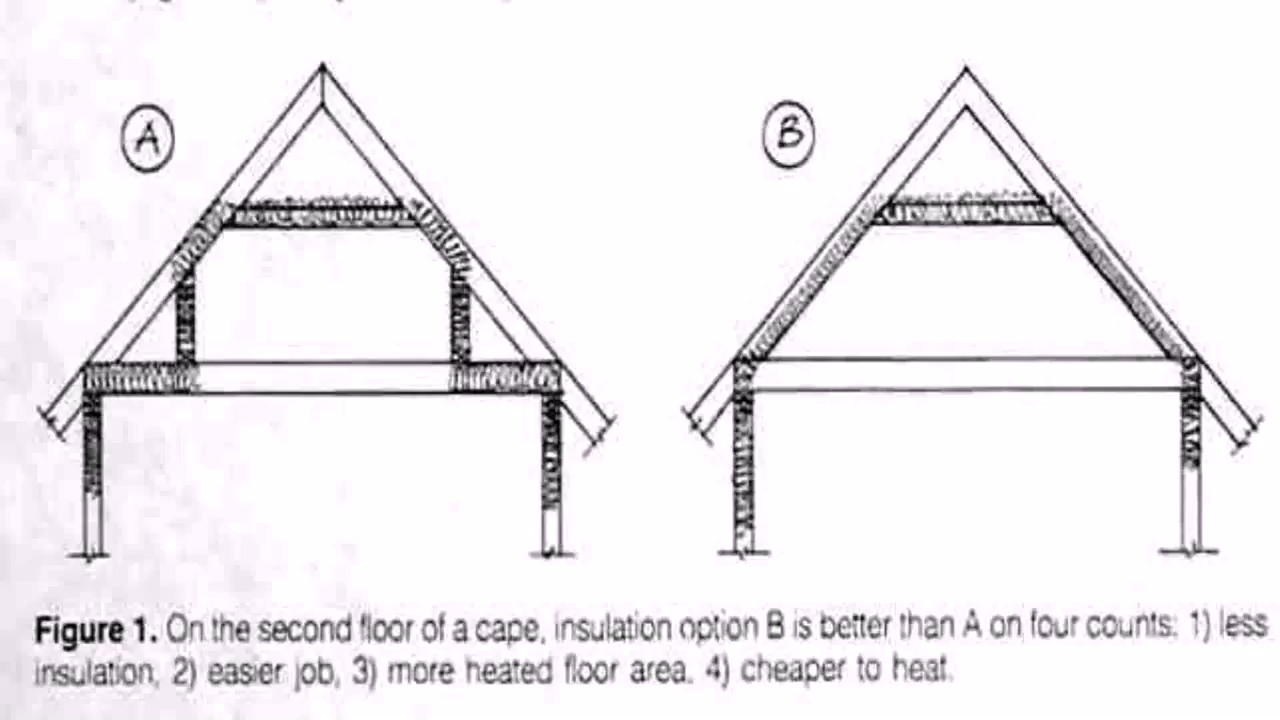 A
B
Figure 1. On the second floor of a cape, insulation option B is better than A on four counts: 1) less
insulation, 2) easier job, 3) more heated floor area, 4) cheaper to heat.